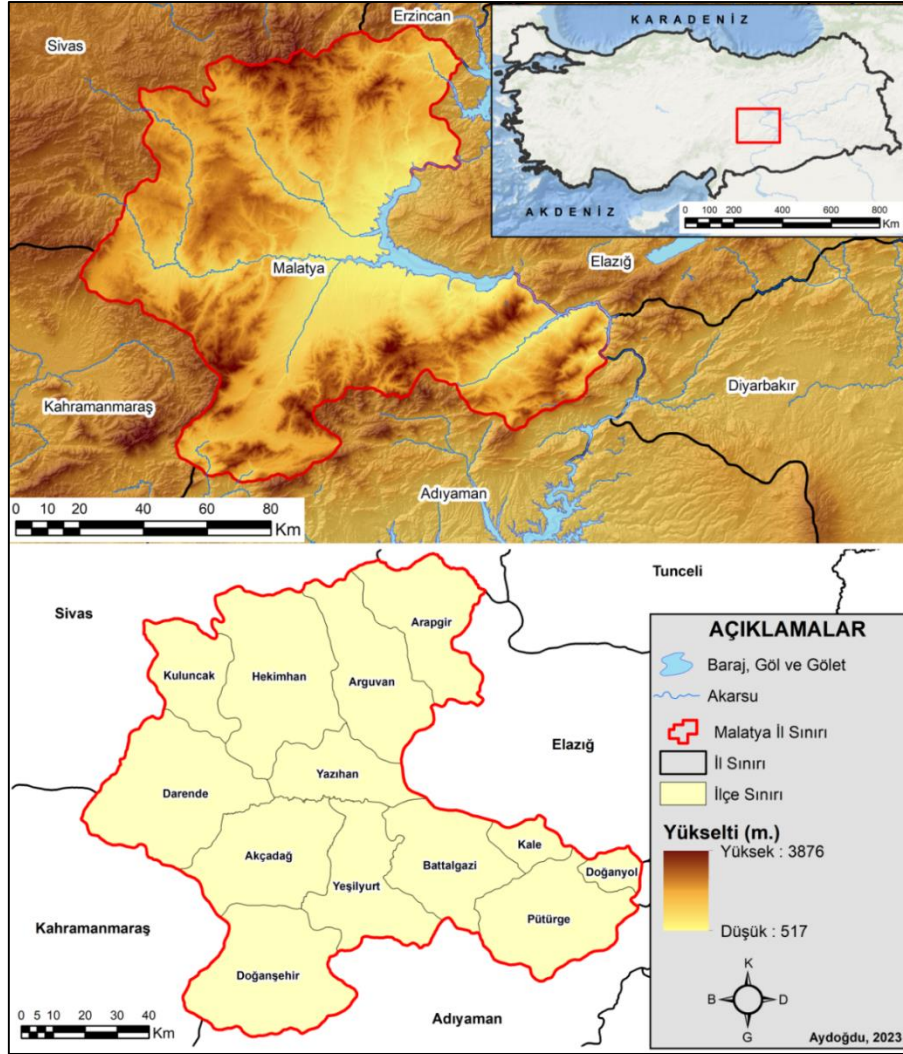 Erzincan
Sivas
Malatya
Elazığ
Diyarbakır
Kahramanmaraş
Adıyaman
0 20 40 60 80
Km
KARADENİZ
AKDENİZ
0 100 200 400 600 800
Km
Tunceli
Sivas
Arapgir
Kuluncak
Hekimhan
Arguvan
Elazığ
Darende
Yazıhan
Akçadağ
Kale
Battalgazi
Doğanyol
Yeşilyurt
Pütürge
Kahramanmaraş
Doğanşehir
Adıyaman
0 5 10 20 30 40
Km
AÇIKLAMALAR
Baraj, Göl ve Gölet
Akarsu
Malatya İl Sınırı
İl Sınırı
İlçe Sınırı
Yükselti (m.)
Yüksek : 3876
Düşük : 517
K
B D
G
Aydoğdu, 2023